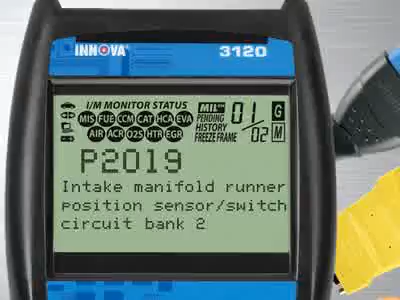 INNOVA 3120
I/M MONITOR STATUS
MIS FUE CCM CAT HCA EVA
AIR ACR O2S HTR EGR
MIL
PENDING
HISTORY
FREEZE FRAME
01/02
G
M
P2019
Intake manifold runner
position sensor/switch
circuit bank 2